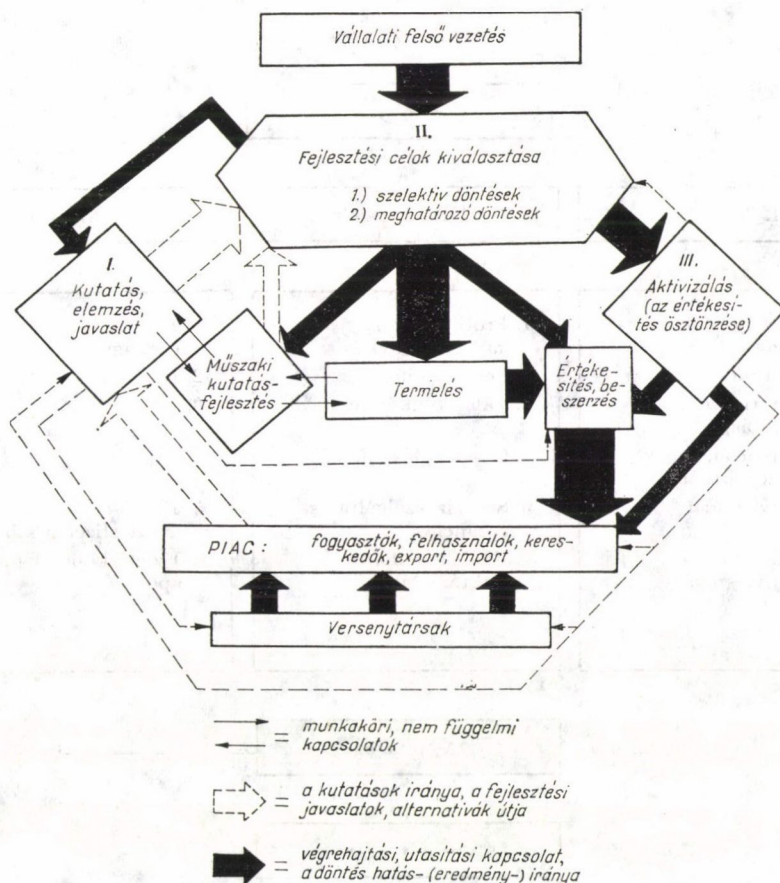 Vállalati felső vezetés
II.
Fejlesztési célok kiválasztása
1.) szelektív döntések
2.) meghatározó döntések
I.
Kutatás,
elemzés,
javaslat
III.
Aktivizálás
(az értékesi-
tés ösztönzése)
Műszaki
kutatás-
fejlesztés
Termelés
Értéke-
sítés, be-
szerzés
PIAC: fogyasztók, felhasználók, keres-
kedők, export, import
Versenytársak
= munkaköri, nem függelmi
kapcsolatok
= a kutatások iránya, a fejlesztési
javaslatok, alternatívák útja
= végrehajtási, utasítási kapcsolat,
= a döntés hatás- (eredmény-) iránya